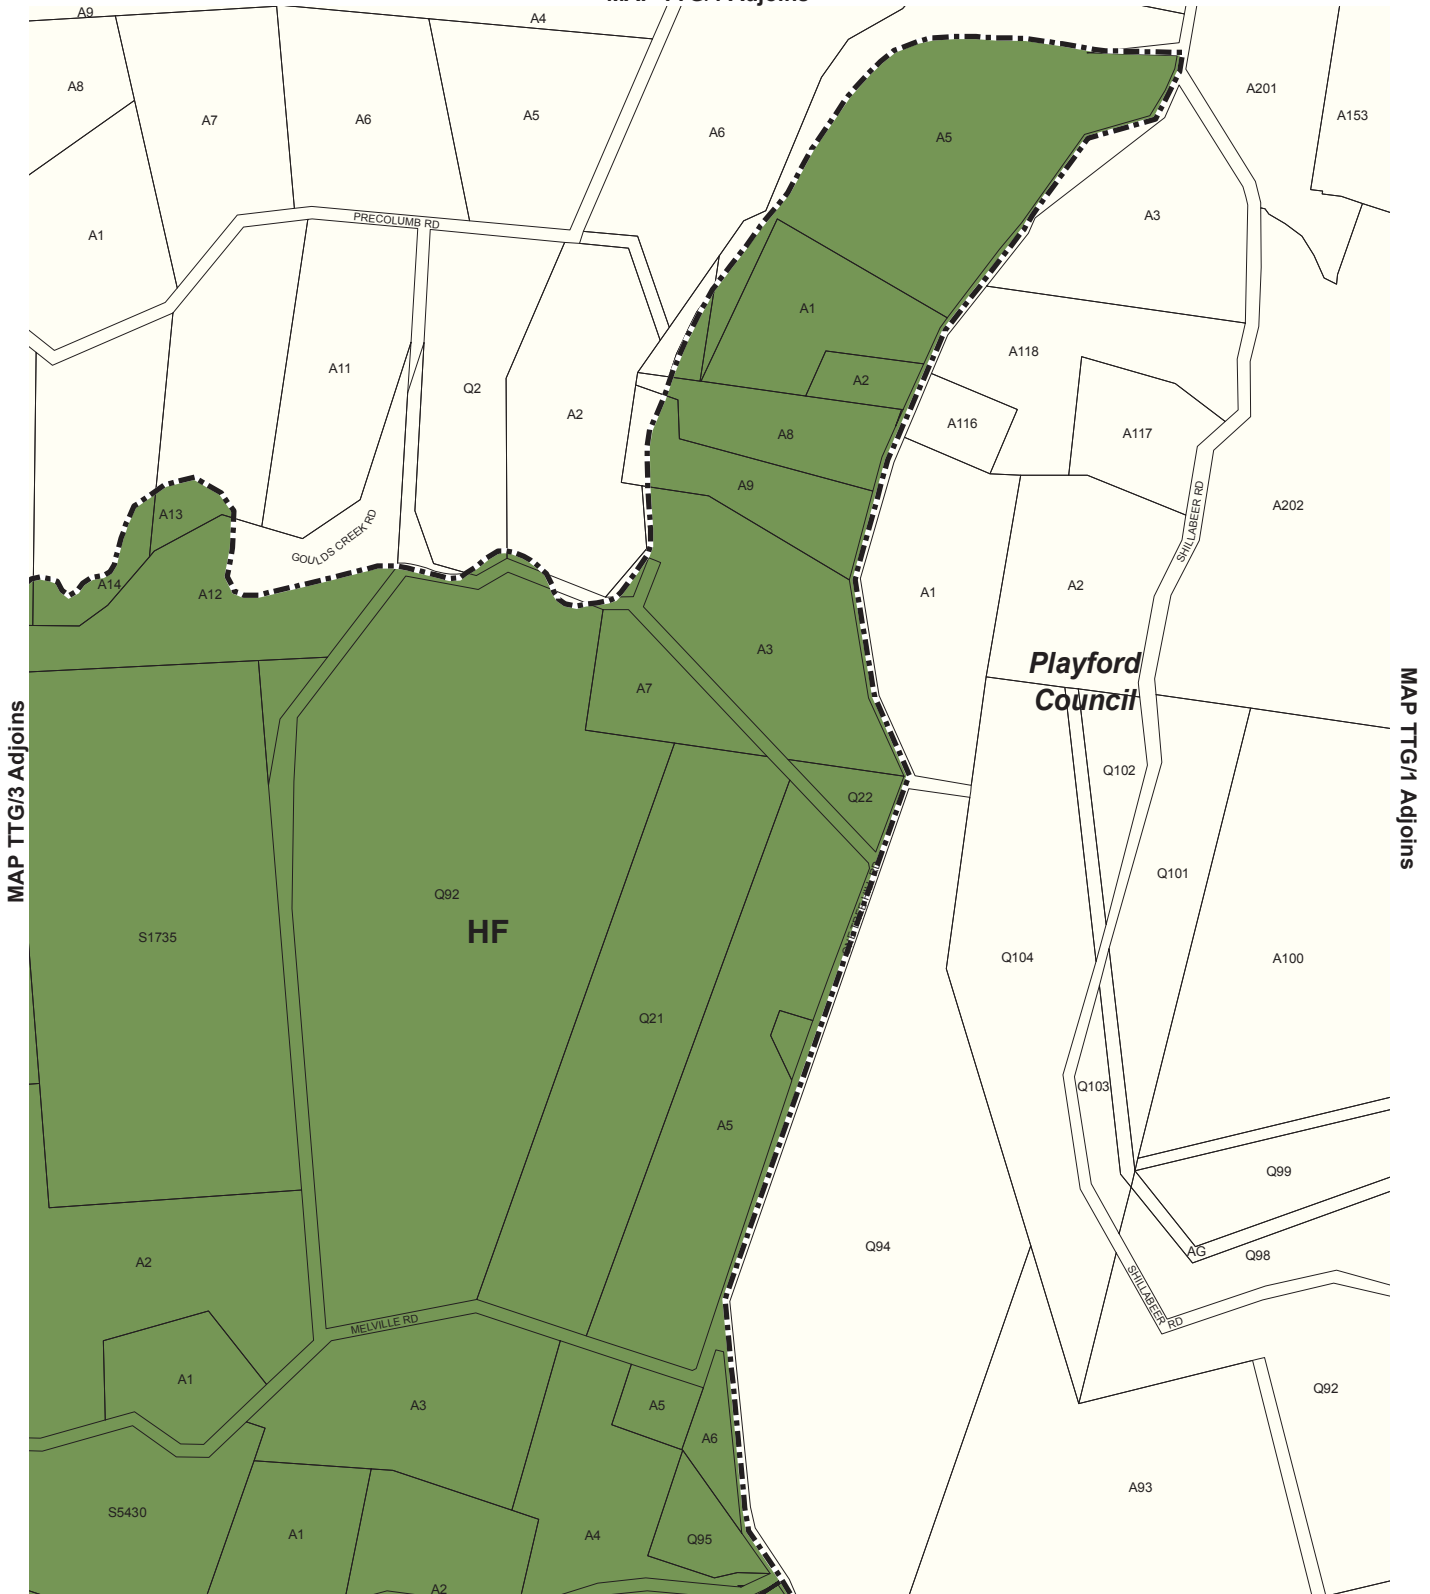 A9
A4
A8
A7
A6
A5
A6
A5
A201
A153
A1
PRECOLUMB RD
A3
A1
A118
A11
Q2
A2
A2
A116
A117
A8
A9
A13
GOULDS CREEK RD
SHILLABEER RD
A202
A14
A12
A1
A2
A3
Playford
Council
A7
MAP TTG/3 Adjoins
MAP TTG/1 Adjoins
Q22
Q102
Q92
HF
Q101
S1735
Q104
A100
Q21
Q103
A5
Q99
A2
Q94
AG
Q98
SHILLABEER RD
MELVILLE RD
A1
A3
A5
A6
Q92
A93
S5430
A1
A4
Q95
A2